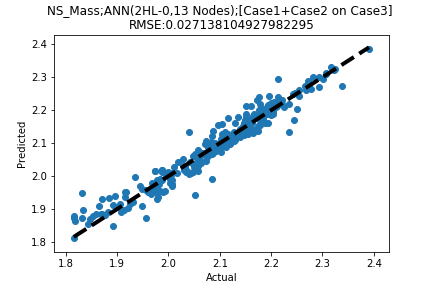 NS_Mass;ANN(2HL-0,13 Nodes);[Case1+Case2 on Case3]
RMSE:0.027138104927982295
2.4
2.3
2.2
2.1
2.0
1.9
1.8
Predicted
1.8 1.9 2.0 2.1 2.2 2.3 2.4
Actual